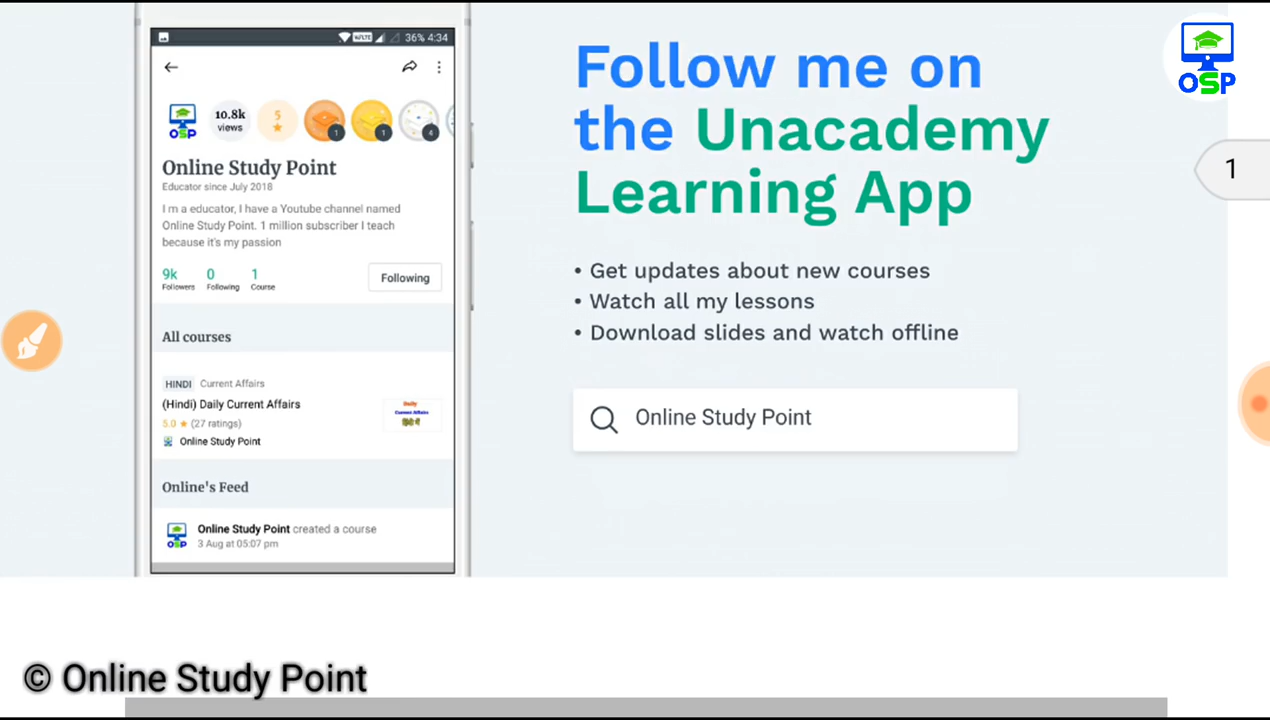 36% 4:34
OSP
10.8k
views
5
1
1
4
Online Study Point
Educator since July 2018
I m a educator, I have a Youtube channel named
Online Study Point. 1 million subscriber I teach
because it's my passion
9k
Followers
0
Following
1
Course
Following
All courses
HINDI Current Affairs
(Hindi) Daily Current Affairs
5.0 ★ (27 ratings)
Online Study Point
Daily
Current Affairs
Online's Feed
Online Study Point created a course
3 Aug at 05:07 pm
OSP
Follow me on
the Unacademy
Learning App
• Get updates about new courses
• Watch all my lessons
• Download slides and watch offline
Online Study Point
OSP
1
© Online Study Point